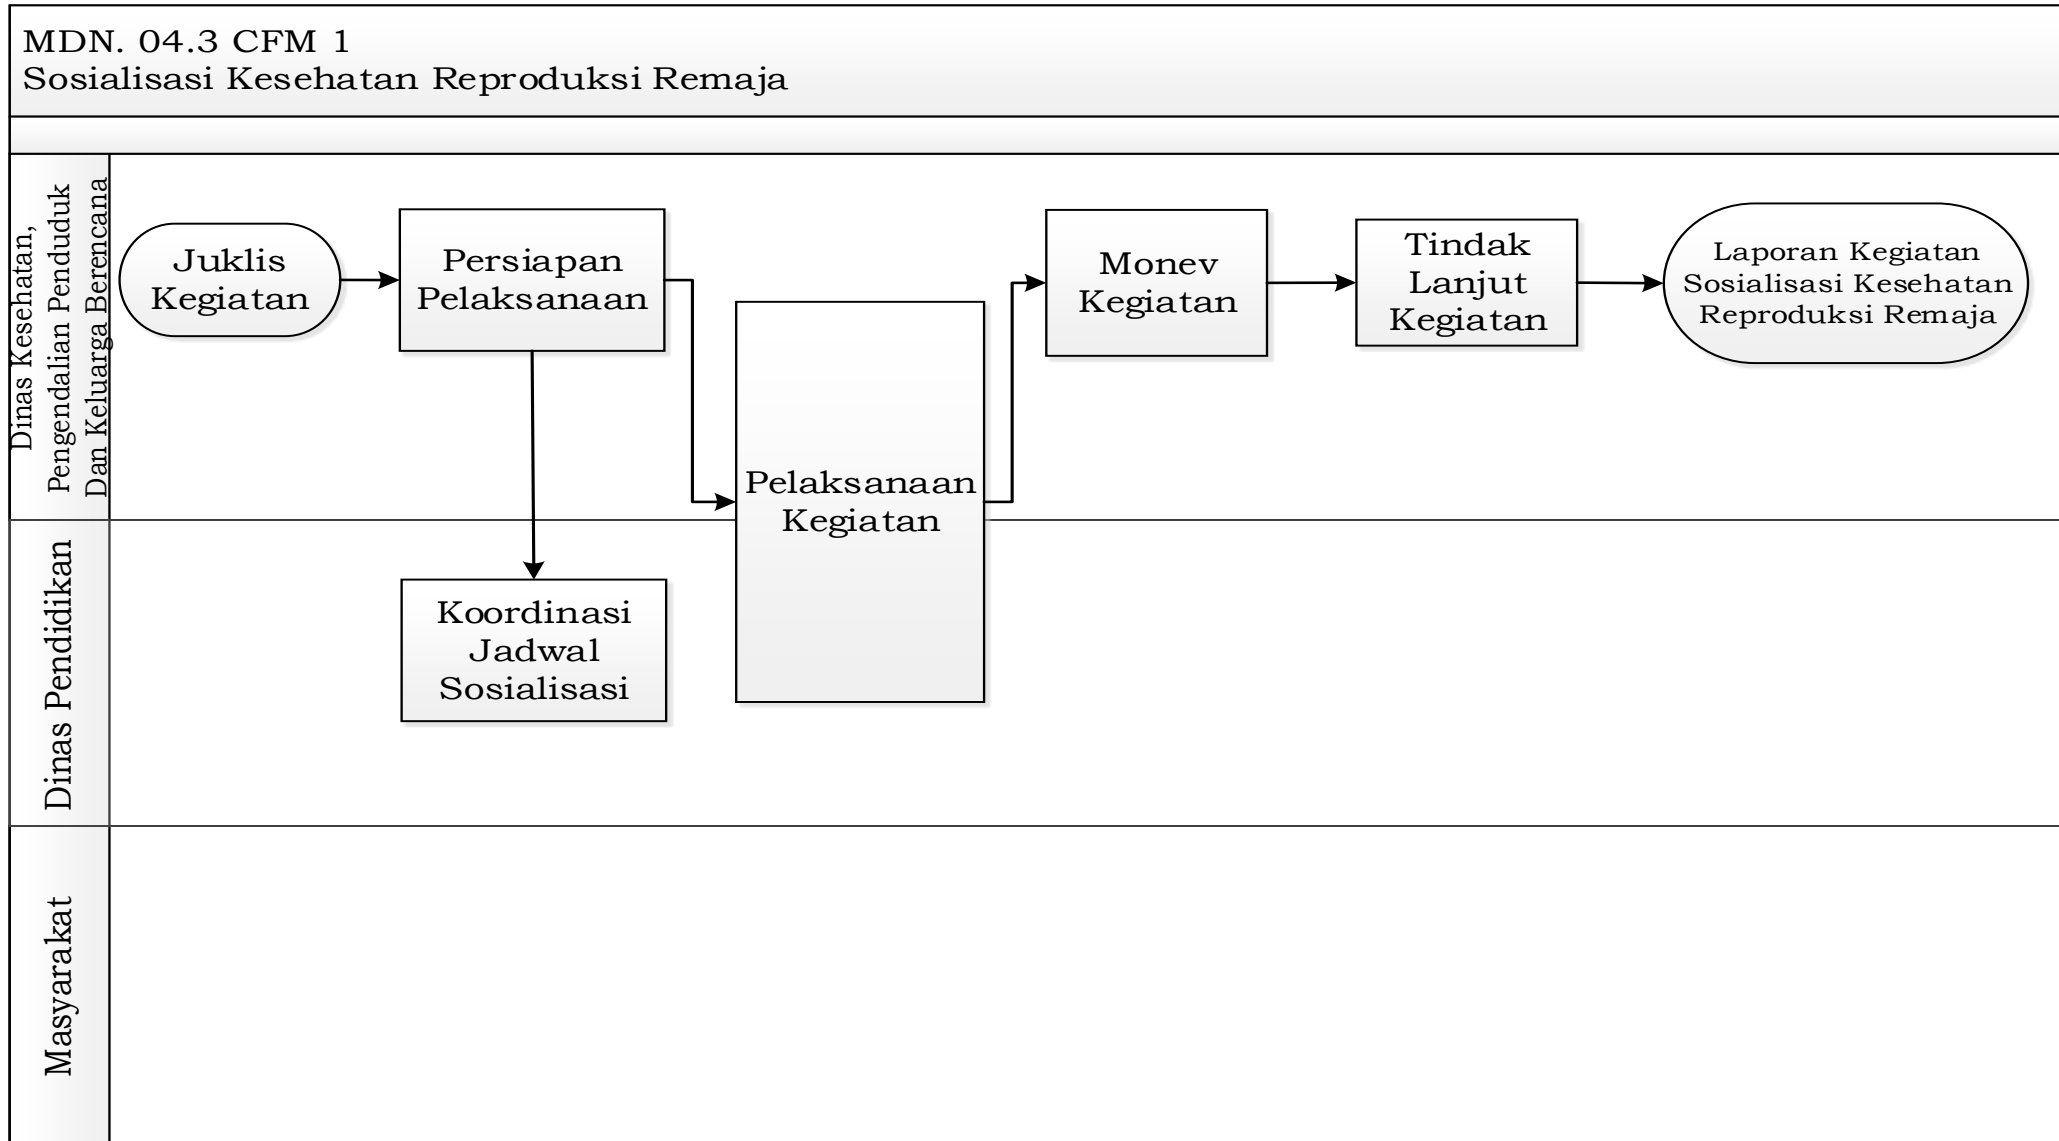 MDN. 04.3 CFM 1
Sosialisasi Kesehatan Reproduksi Remaja
Dinas Kesehatan,
Pengendalian Penduduk
Dan Keluarga Berencana
Juklis
Kegiatan
Persiapan
Pelaksanaan
Pelaksanaan
Kegiatan
Monev
Kegiatan
Tindak
Lanjut
Kegiatan
Laporan Kegiatan
Sosialisasi Kesehatan
Reproduksi Remaja
Dinas Pendidikan
Koordinasi
Jadwal
Sosialisasi
Masyarakat